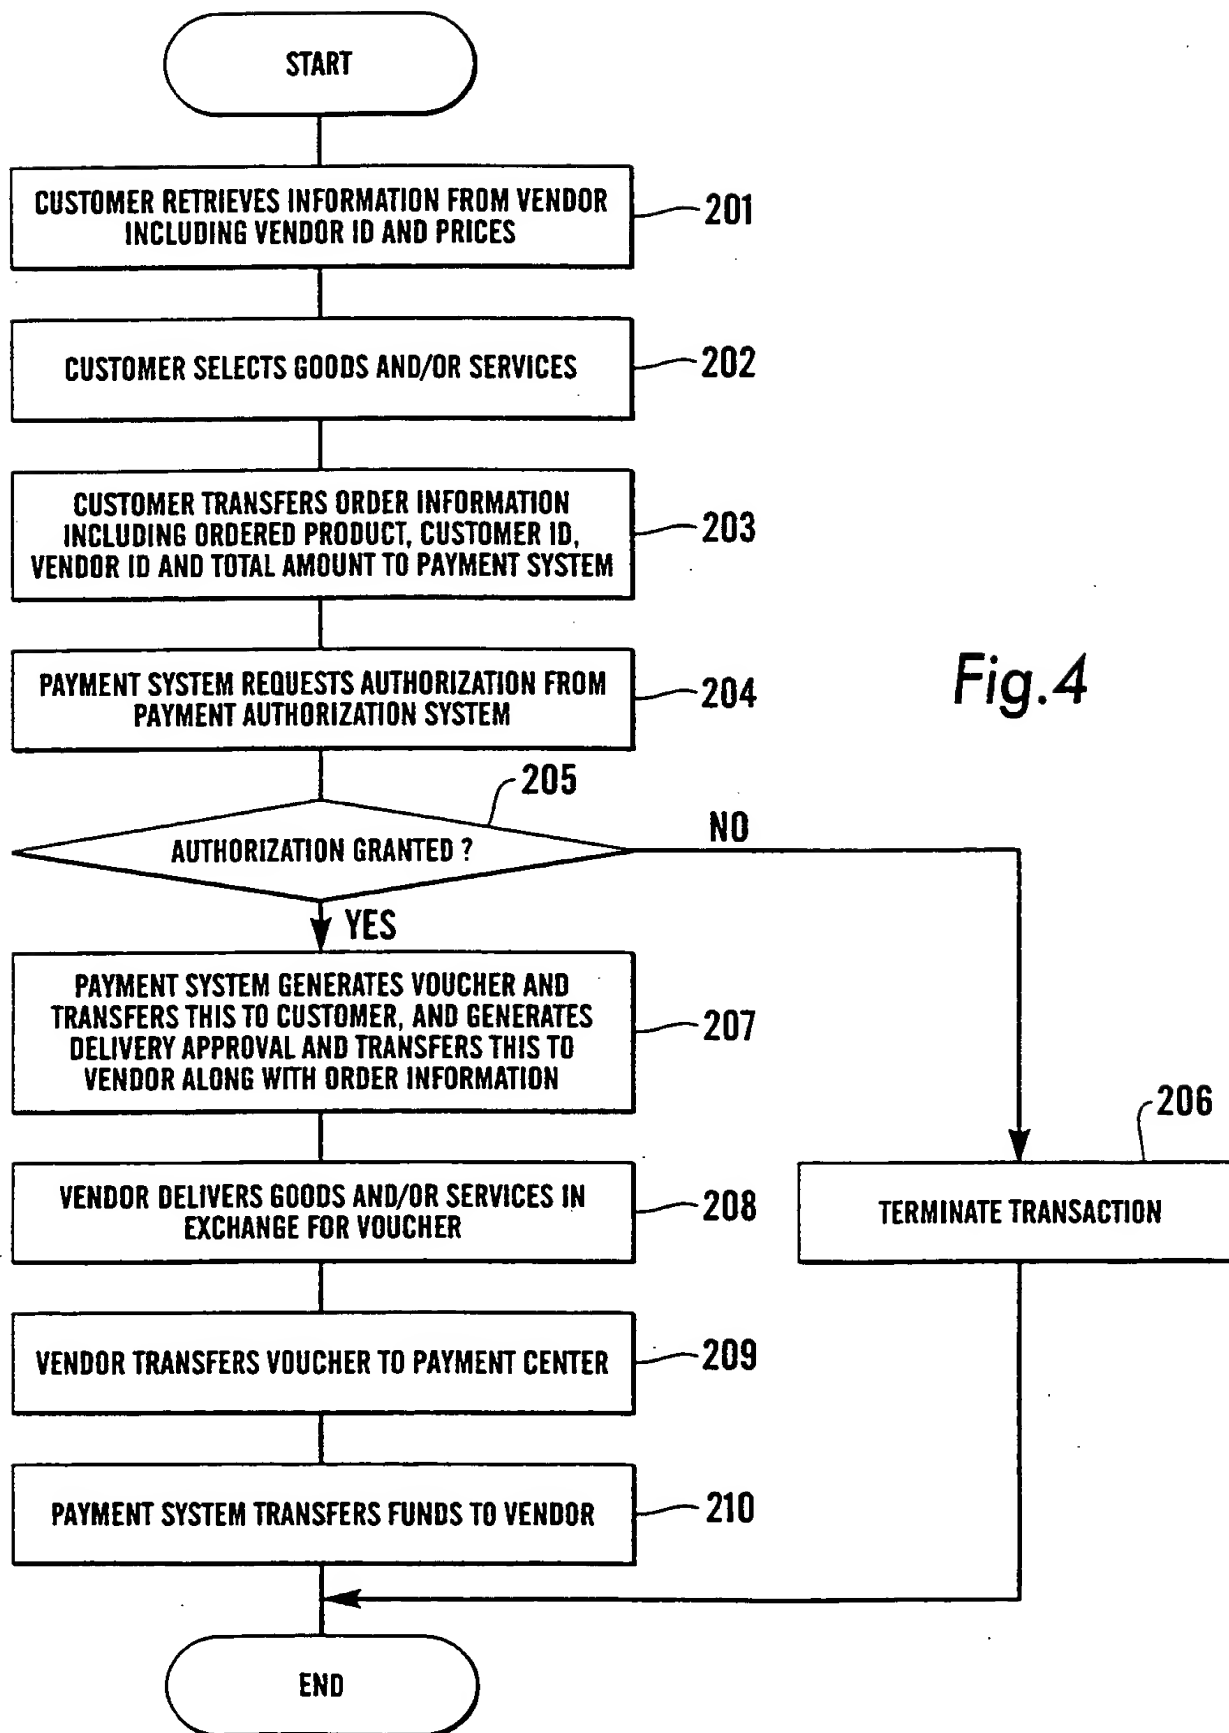 START
CUSTOMER RETRIEVES INFORMATION FROM VENDOR
INCLUDING VENDOR ID AND PRICES
201
CUSTOMER SELECTS GOODS AND/OR SERVICES
202
CUSTOMER TRANSFERS ORDER INFORMATION
INCLUDING ORDERED PRODUCT, CUSTOMER ID,
VENDOR ID AND TOTAL AMOUNT TO PAYMENT SYSTEM
203
PAYMENT SYSTEM REQUESTS AUTHORIZATION FROM
PAYMENT AUTHORIZATION SYSTEM
204
Fig.4
205
AUTHORIZATION GRANTED ?
NO
YES
PAYMENT SYSTEM GENERATES VOUCHER AND
TRANSFERS THIS TO CUSTOMER, AND GENERATES
DELIVERY APPROVAL AND TRANSFERS THIS TO
VENDOR ALONG WITH ORDER INFORMATION
207
206
TERMINATE TRANSACTION
VENDOR DELIVERS GOODS AND/OR SERVICES IN
EXCHANGE FOR VOUCHER
208
VENDOR TRANSFERS VOUCHER TO PAYMENT CENTER
209
PAYMENT SYSTEM TRANSFERS FUNDS TO VENDOR
210
END